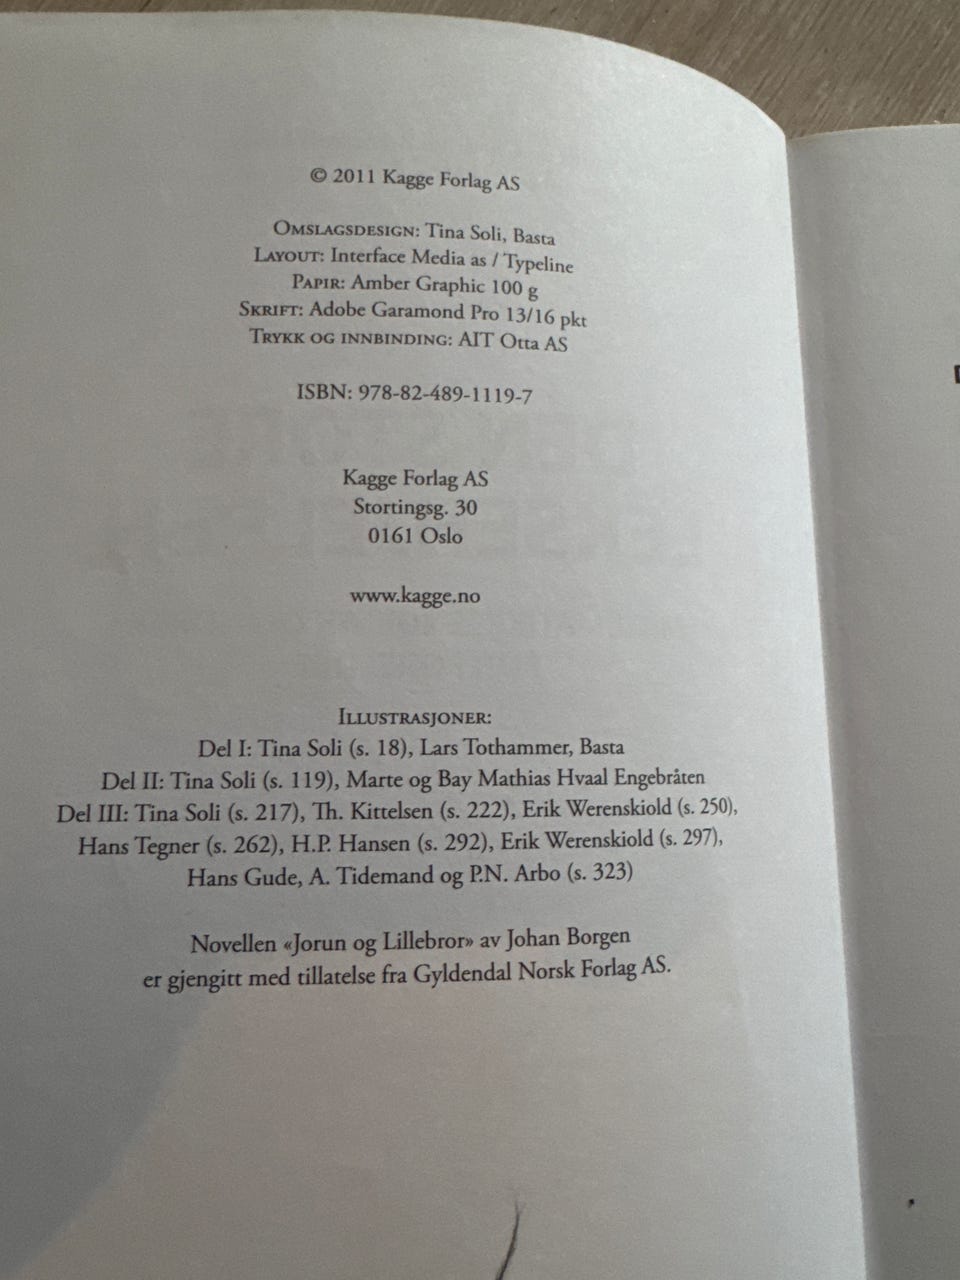 © 2011 Kagge Forlag AS
Omslagsdesign: Tina Soli, Basta
Layout: Interface Media as / Typeline
Papir: Amber Graphic 100 g
Skrift: Adobe Garamond Pro 13/16 pkt
Trykk og innbinding: AIT Otta AS
ISBN: 978-82-489-1119-7
Kagge Forlag AS
Stortingsg. 30
0161 Oslo
www.kagge.no
Illustrasjoner:
Del I: Tina Soli (s. 18), Lars Tothammer, Basta
Del II: Tina Soli (s. 119), Marte og Bay Mathias Hvaal Engebråten
Del III: Tina Soli (s. 217), Th. Kittelsen (s. 222), Erik Werenskiold (s. 250),
Hans Tegner (s. 262), H.P. Hansen (s. 292), Erik Werenskiold (s. 297),
Hans Gude, A. Tidemand og P.N. Arbo (s. 323)
Novellen «Jorun og Lillebror» av Johan Borgen
er gjengitt med tillatelse fra Gyldendal Norsk Forlag AS.